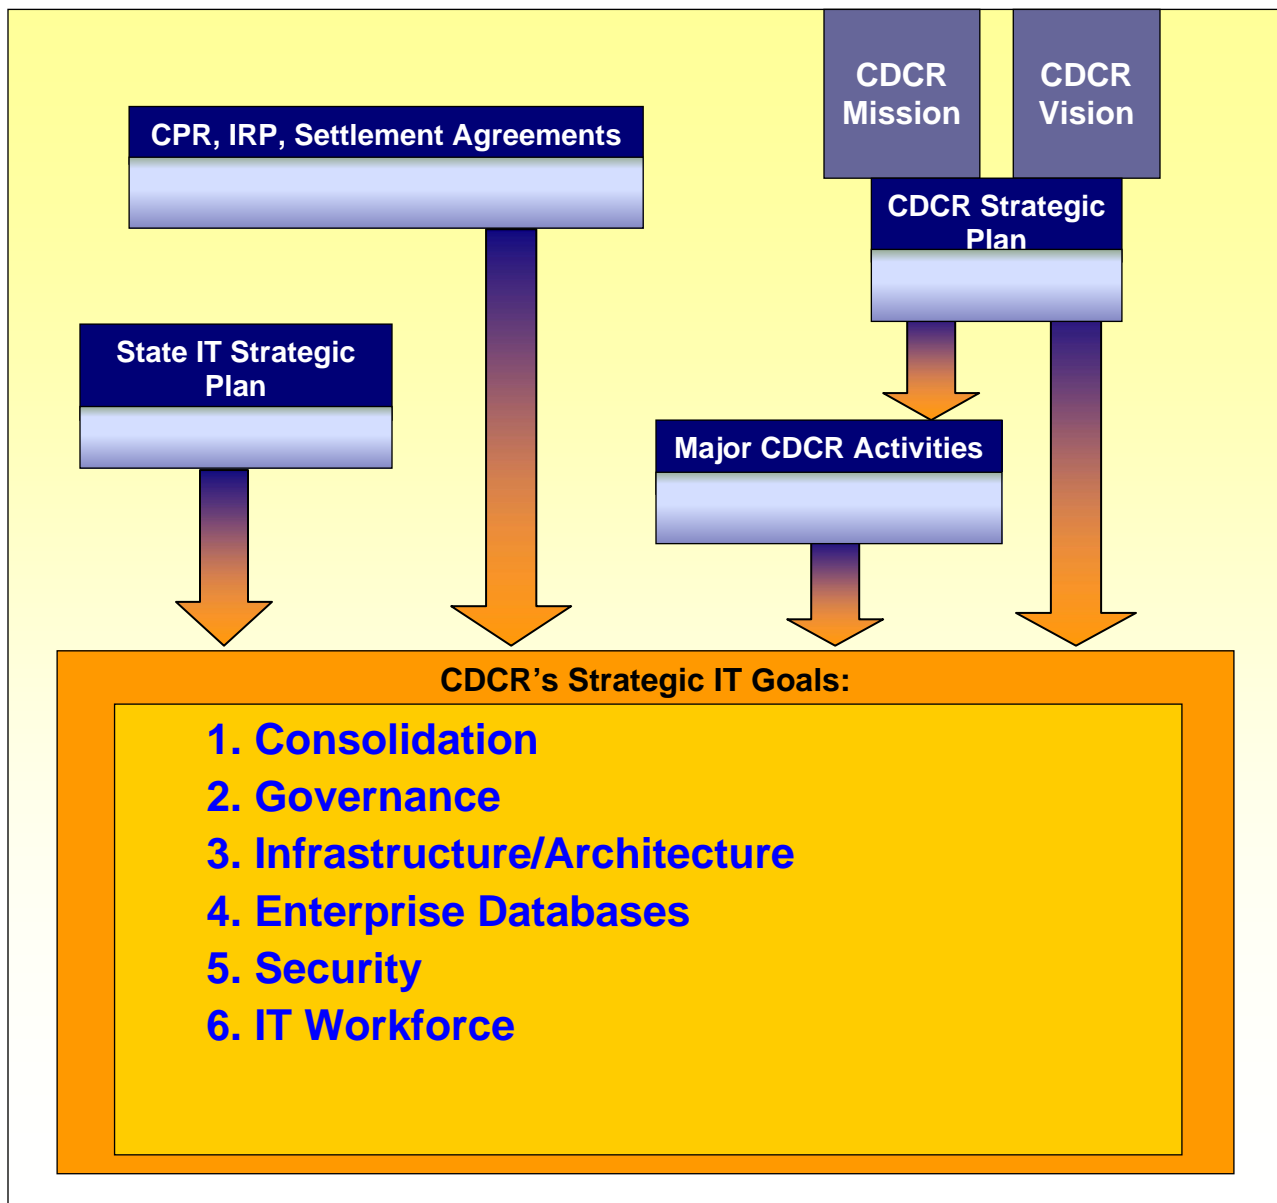 CDCR
Mission
CDCR
Vision
CPR, IRP, Settlement Agreements
CDCR Strategic
Plan
State IT Strategic
Plan
Major CDCR Activities
CDCR’s Strategic IT Goals:
1. Consolidation
2. Governance
3. Infrastructure/Architecture
4. Enterprise Databases
5. Security
6. IT Workforce